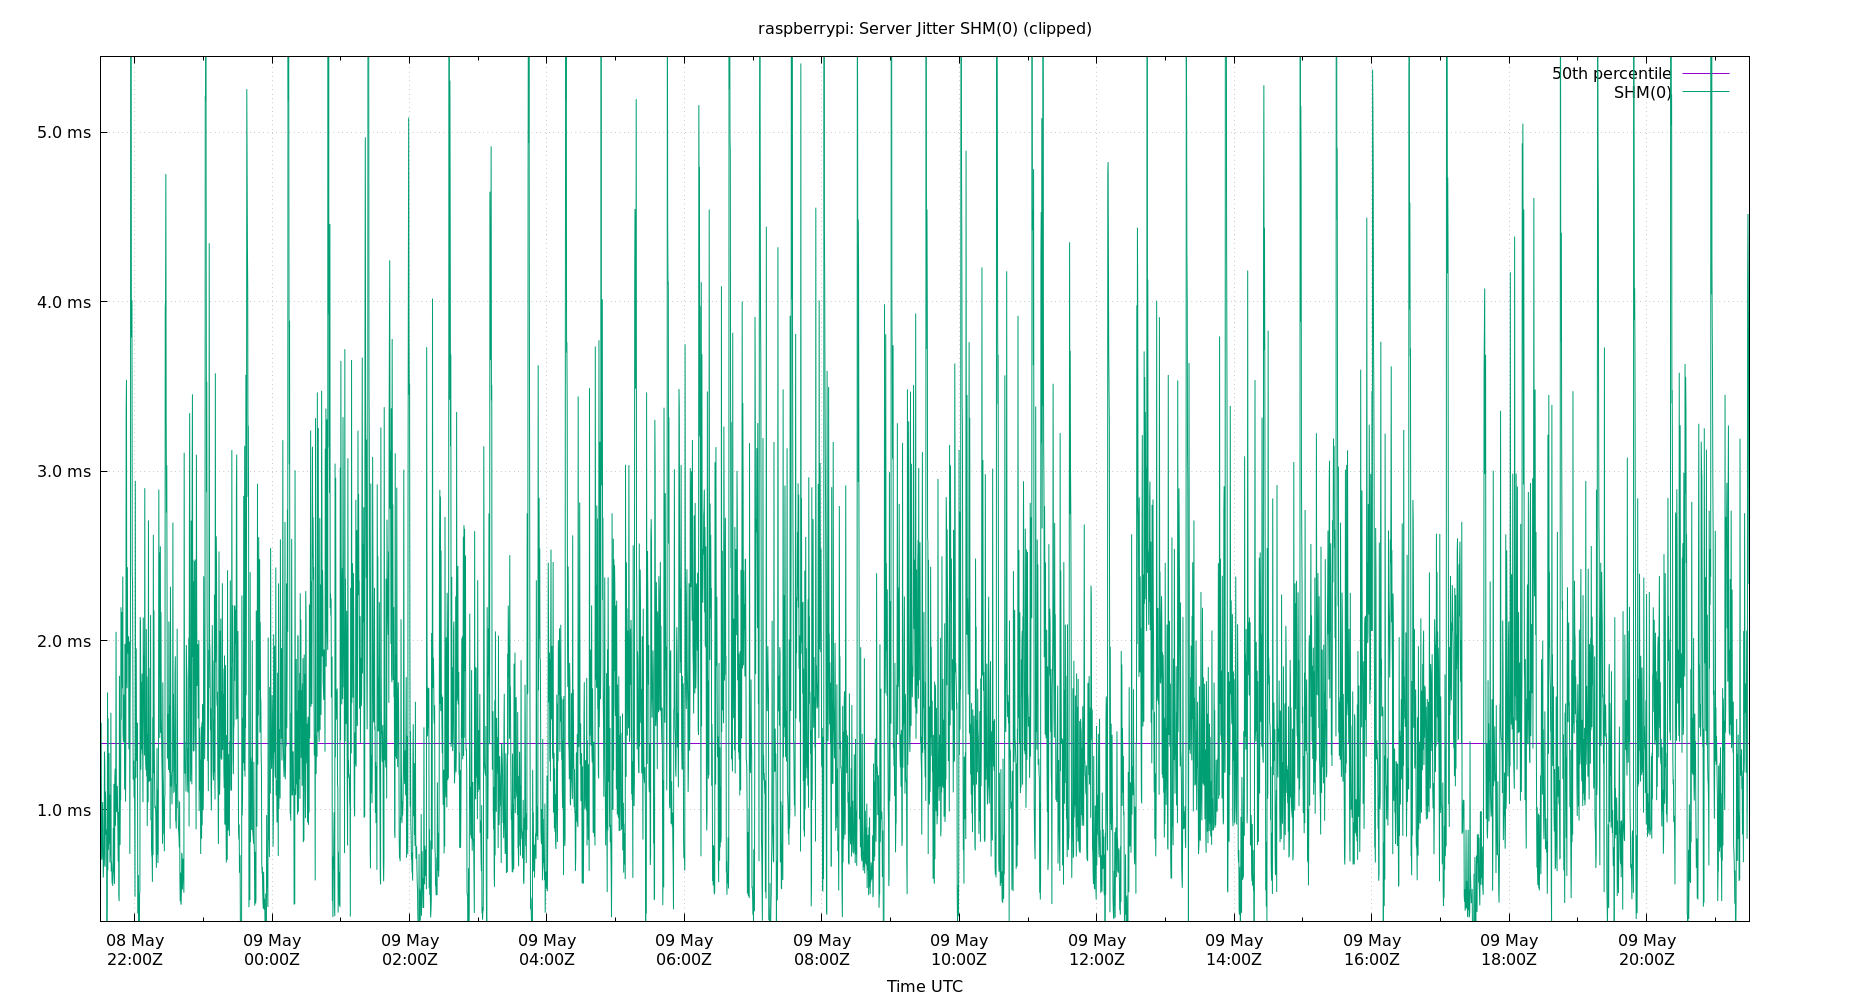 raspberrypi: Server Jitter SHM(0) (clipped)
50th percentile
SHM(0)
5.0 ms
4.0 ms
3.0 ms
2.0 ms
1.0 ms
08 May 09 May 09 May 09 May 09 May 09 May 09 May 09 May 09 May 09 May 09 May 09 May
22:00Z 00:00Z 02:00Z 04:00Z 06:00Z 08:00Z 10:00Z 12:00Z 14:00Z 16:00Z 18:00Z 20:00Z
Time UTC